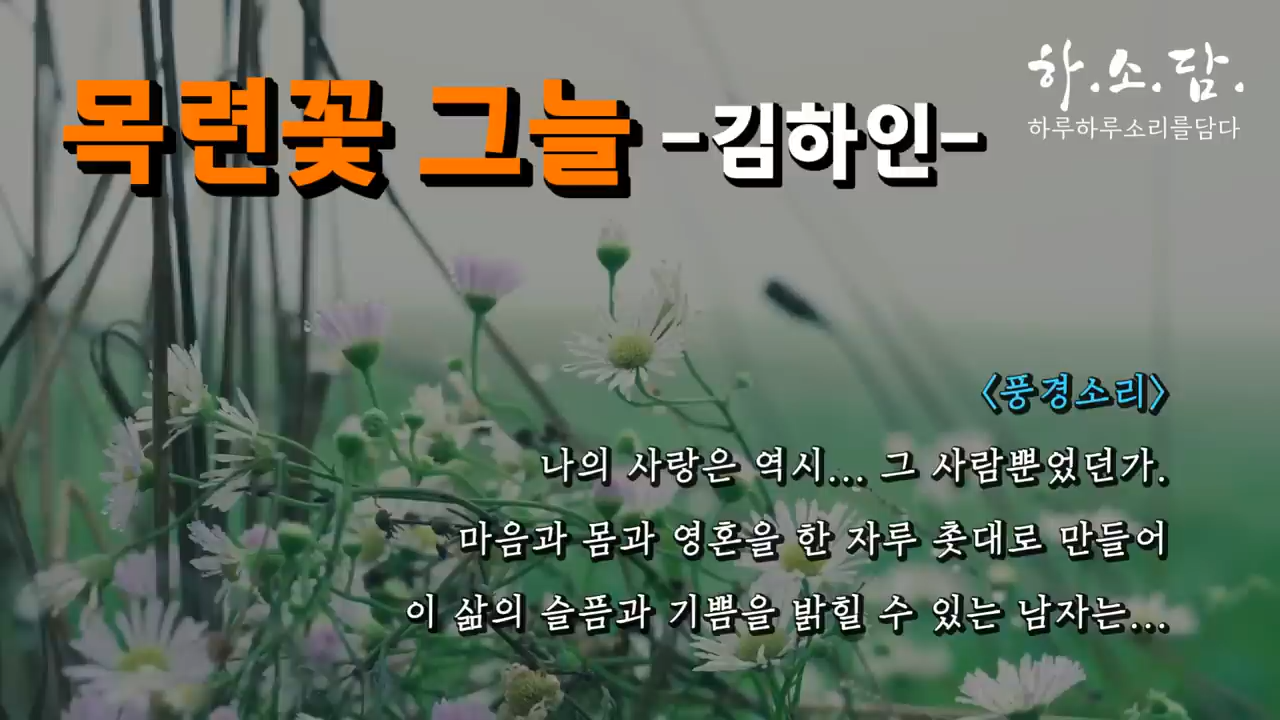 목련꽃 그늘 -김하인-
하.소.담.
하루하루소리를담다
<풍경소리>
나의 사랑은 역시... 그 사람뿐었던가.
마음과 몸과 영혼을 한 자루 촛대로 만들어
이 삶의 슬픔과 기쁨을 밝힐 수 있는 남자는...